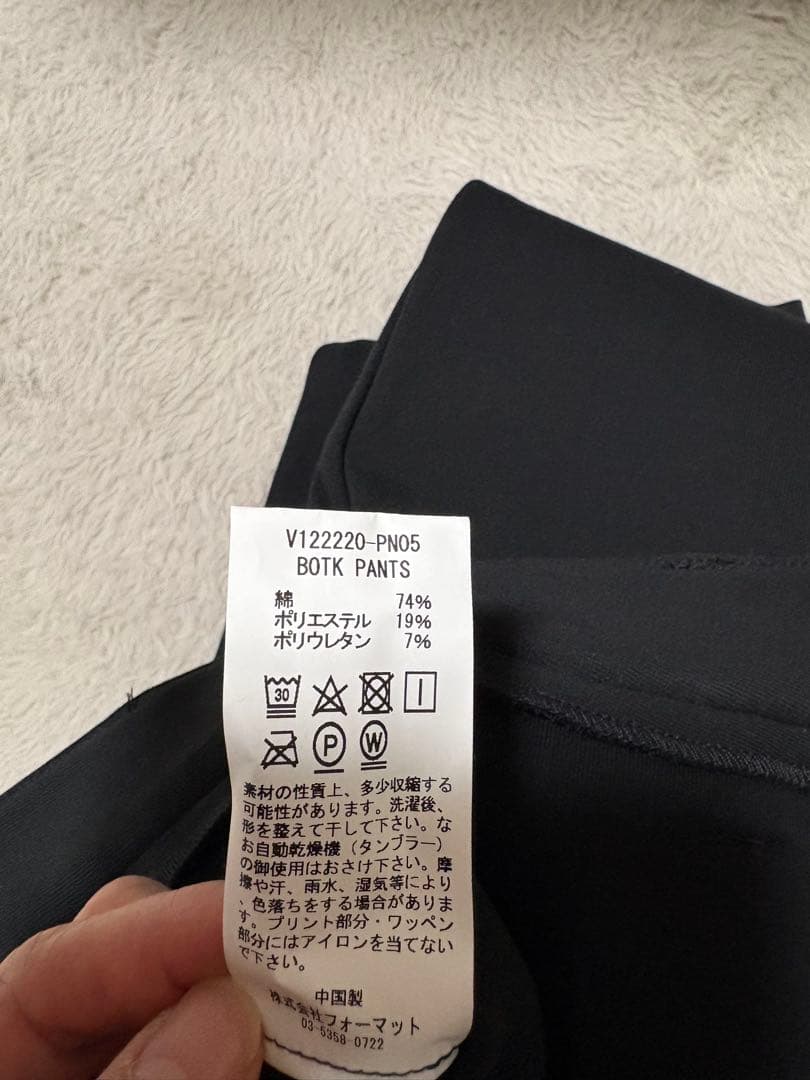 V122220-PN05
BOTK PANTS
綿 74%
ポリエステル 19%
ポリウレタン 7%
30
P W
素材の性質上、多少収縮する
可能性があります。洗濯後、
形を整えて干して下さい。な
お自動乾燥機（タンブラー）
の御使用はおさけ下さい。摩
擦や汗、雨水、湿気等により
、色落ちをする場合がありま
す。プリント部分・ワッペン
部分にはアイロンを当てない
で下さい。
中国製
株式会社フォーマット
03-5358-0722